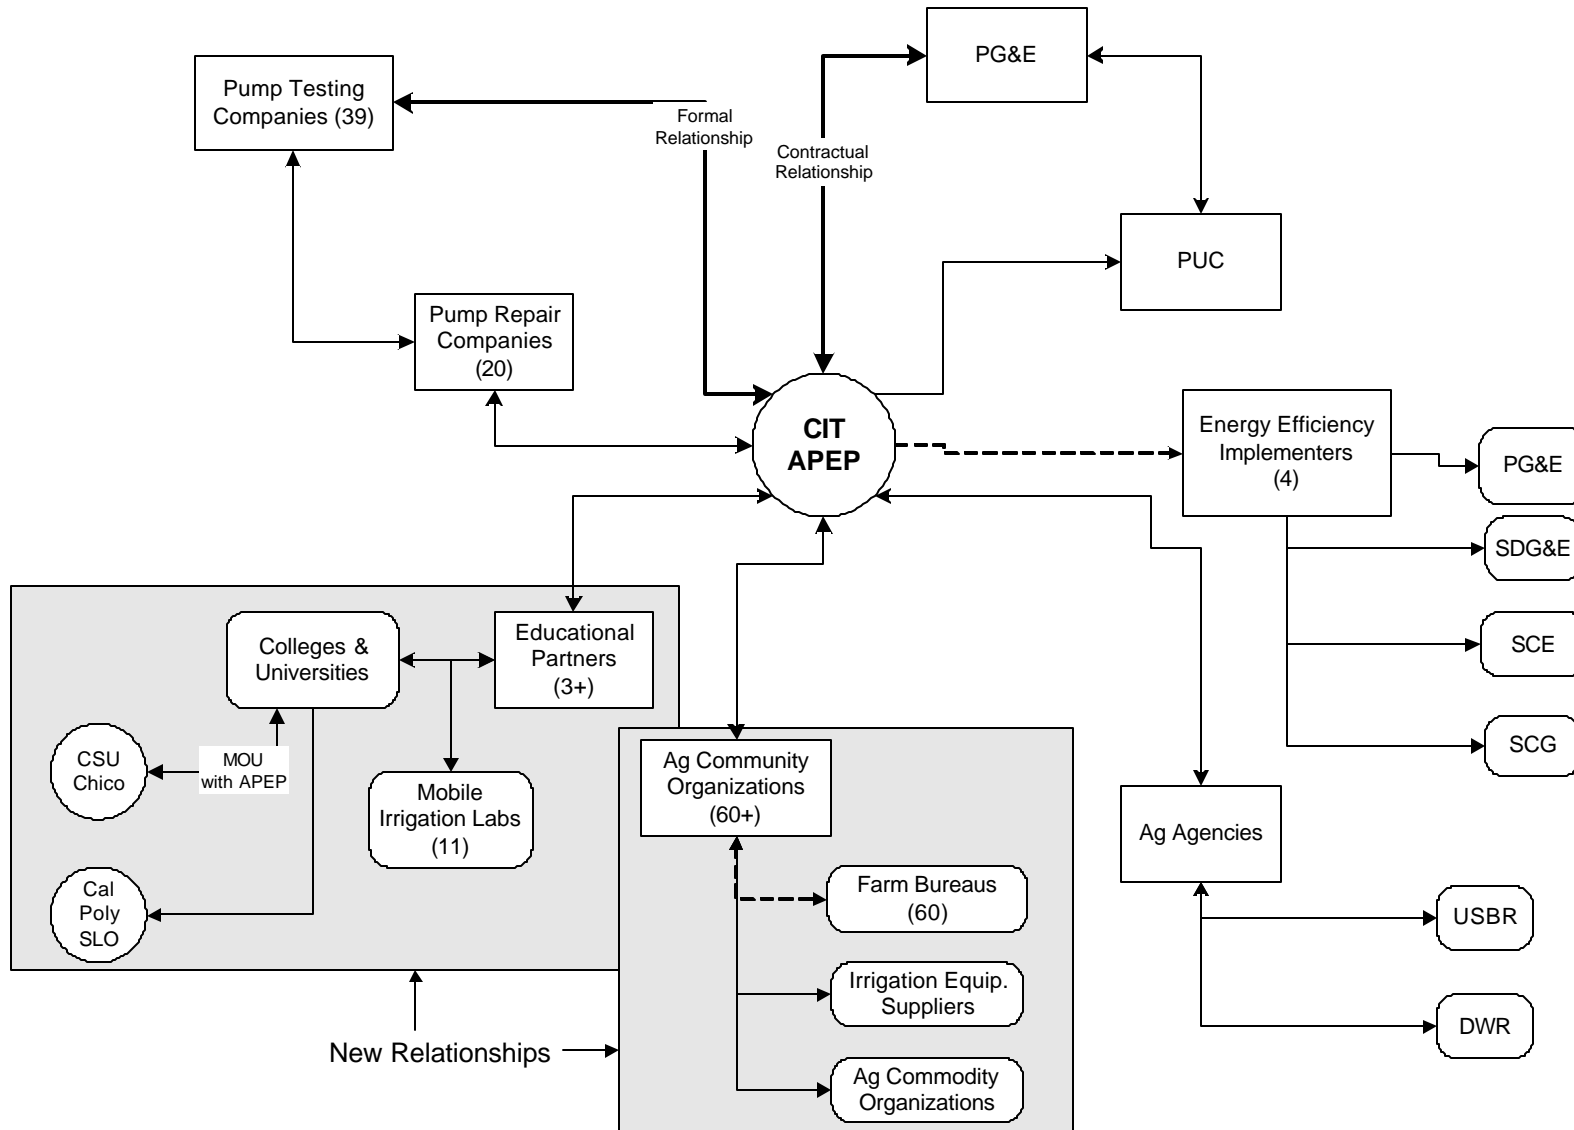 PG&E
Pump Testing
Companies (39)
Formal
Relationship
Contractual
Relationship
PUC
Pump Repair
Companies
(20)
CIT
APEP
Energy Efficiency
Implementers
(4)
PG&E
SDG&E
SCE
SCG
Colleges &
Universities
Educational
Partners
(3+)
CSU
Chico
MOU
with APEP
Mobile
Irrigation Labs
(11)
Cal
Poly
SLO
Ag Community
Organizations
(60+)
Ag Agencies
Farm Bureaus
(60)
USBR
Irrigation Equip.
Suppliers
DWR
New Relationships
Ag Commodity
Organizations